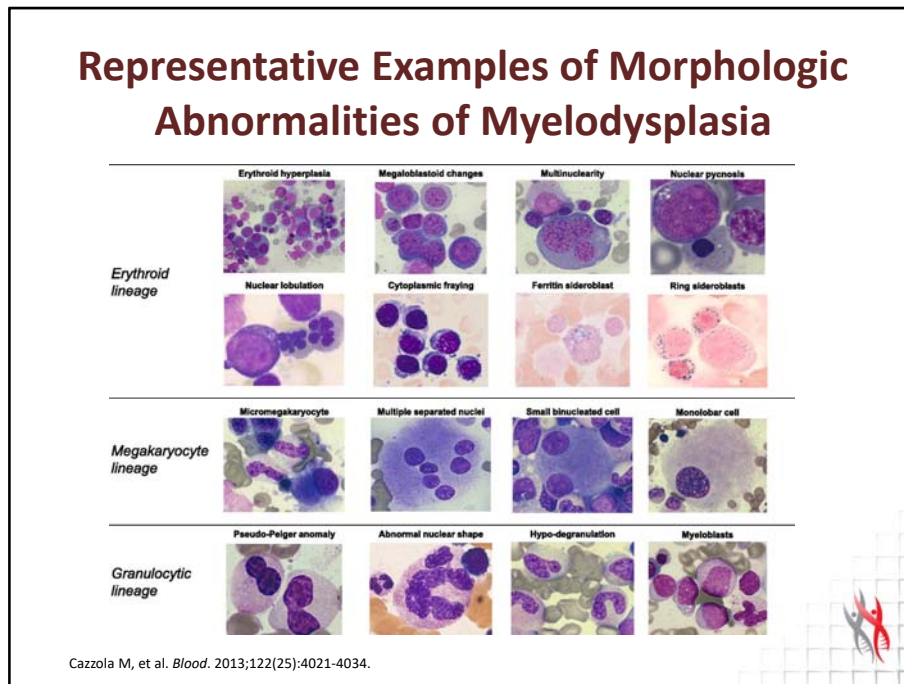 Representative Examples of Morphologic
Abnormalities of Myelodysplasia
Erythroid hyperplasia Megaloblastoid changes Multinuclearity Nuclear pycnosis
Erythroid
lineage
Nuclear lobulation Cytoplasmic fraying Ferritin sideroblast Ring sideroblasts
Micromegakaryocyte Multiple separated nuclei Small binucleated cell Monolobar cell
Megakaryocyte
lineage
Pseudo-Pelger anomaly Abnormal nuclear shape Hypo-degranulation Myeloblasts
Granulocytic
lineage
Cazzola M, et al. Blood. 2013;122(25):4021-4034.